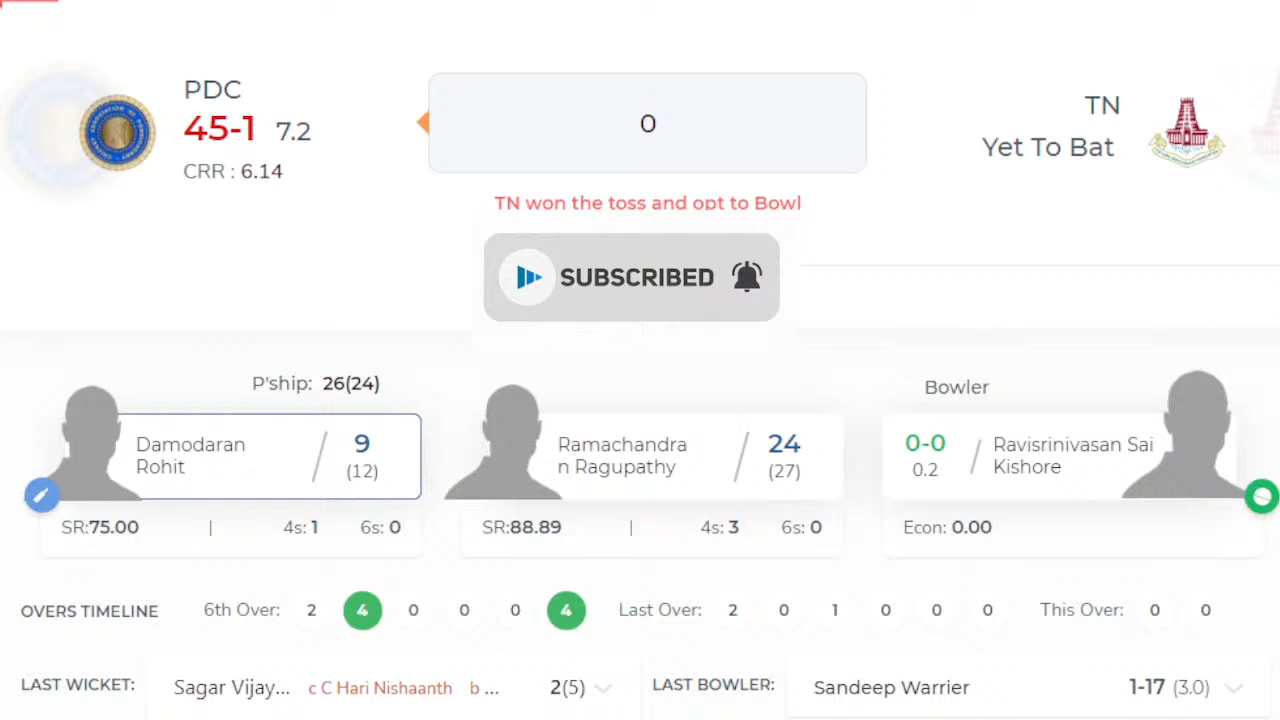 PDC
45-1 7.2
CRR : 6.14
0
TN
Yet To Bat
TN won the toss and opt to Bowl
SUBSCRIBED
P'ship: 26(24)
Bowler
Damodaran
Rohit
9
(12)
Ramachandra
n Ragupathy
24
(27)
0-0
0.2
Ravisrinivasan Sai
Kishore
SR:75.00 | 4s: 1 6s: 0
SR:88.89 | 4s: 3 6s: 0
Econ: 0.00
OVERS TIMELINE 6th Over: 2 4 0 0 0 4 Last Over: 2 0 1 0 0 0 This Over: 0 0
LAST WICKET: Sagar Vijay... c C Hari Nishaanth b ... 2(5) LAST BOWLER: Sandeep Warrier 1-17 (3.0)